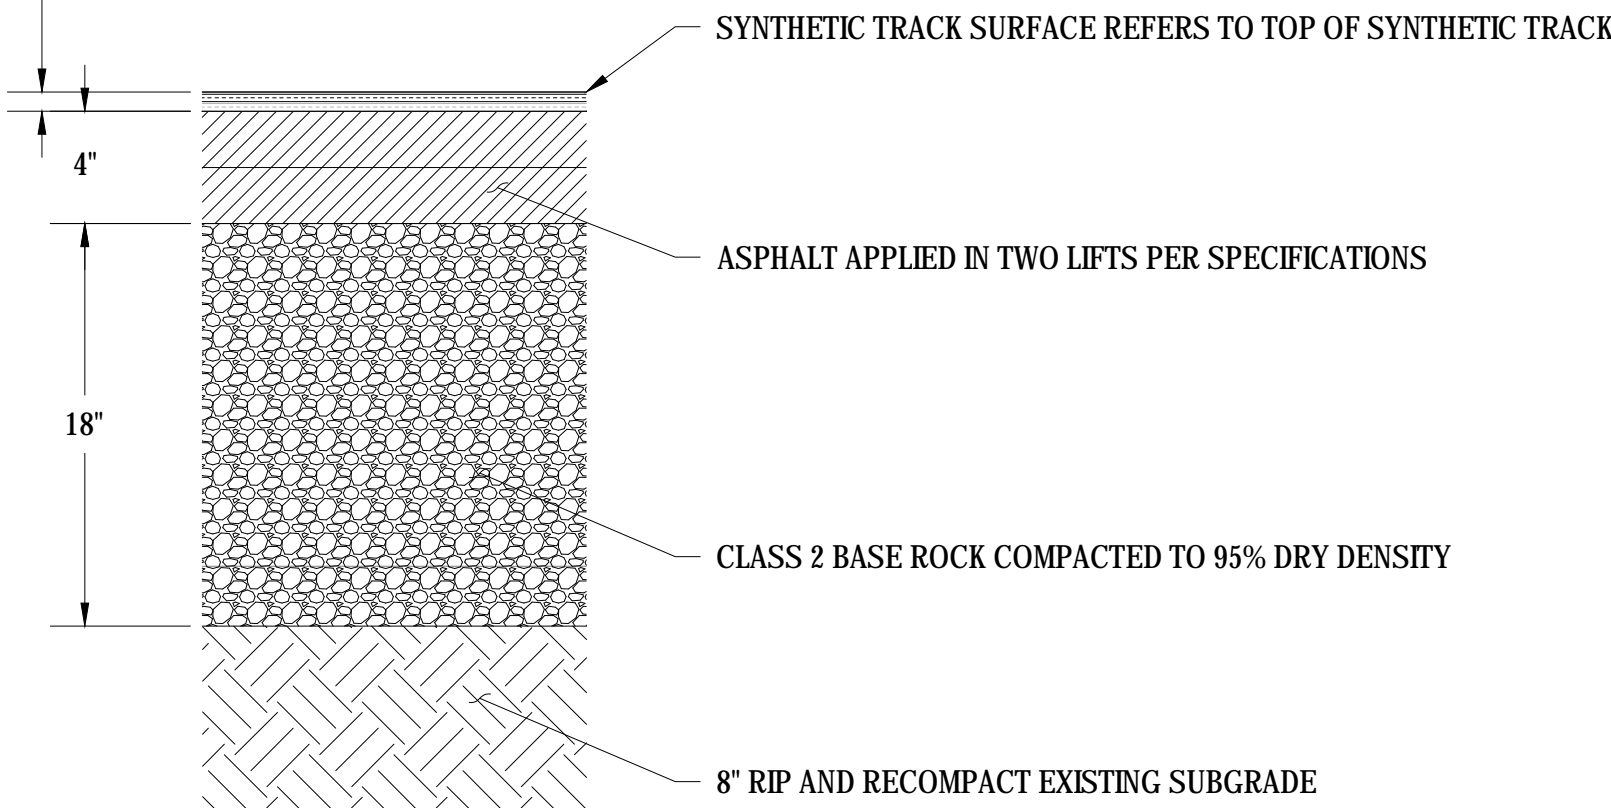 SYNTHETIC TRACK SURFACE REFERS TO TOP OF SYNTHETIC TRACK
4"
ASPHALT APPLIED IN TWO LIFTS PER SPECIFICATIONS
18"
CLASS 2 BASE ROCK COMPACTED TO 95% DRY DENSITY
8" RIP AND RECOMPACT EXISTING SUBGRADE